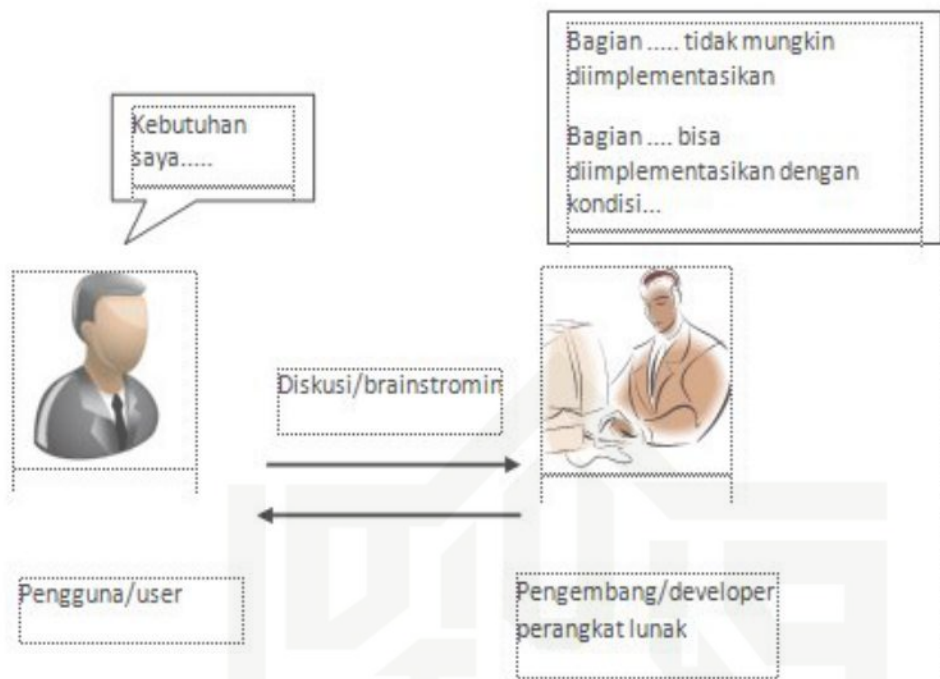 Kebutuhan
saya.....
Bagian ..... tidak mungkin
diimplementasikan
Bagian .... bisa
diimplementasikan dengan
kondisi...
Diskusi/brainstromin
Pengguna/user
Pengembang/developer
perangkat lunak